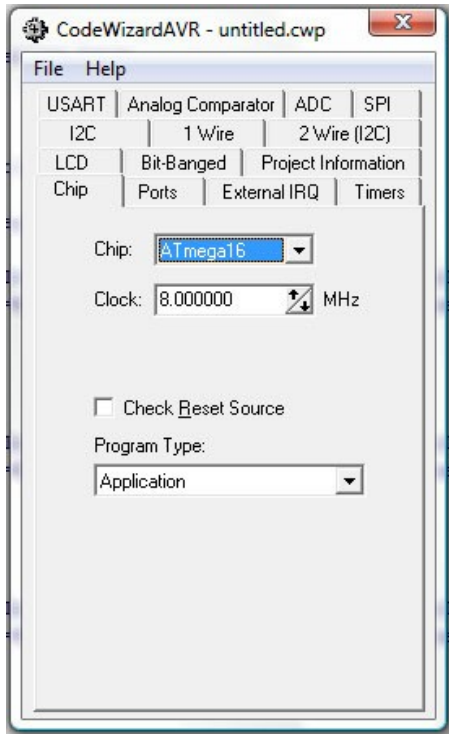 CodeWizardAVR - untitled.cwp
File Help
USART Analog Comparator ADC SPI
I2C 1 Wire 2 Wire (I2C)
LCD Bit-Banged Project Information
Chip Ports External IRQ Timers
Chip: ATmega16
Clock: 8.000000 MHz
Check Reset Source
Program Type:
Application